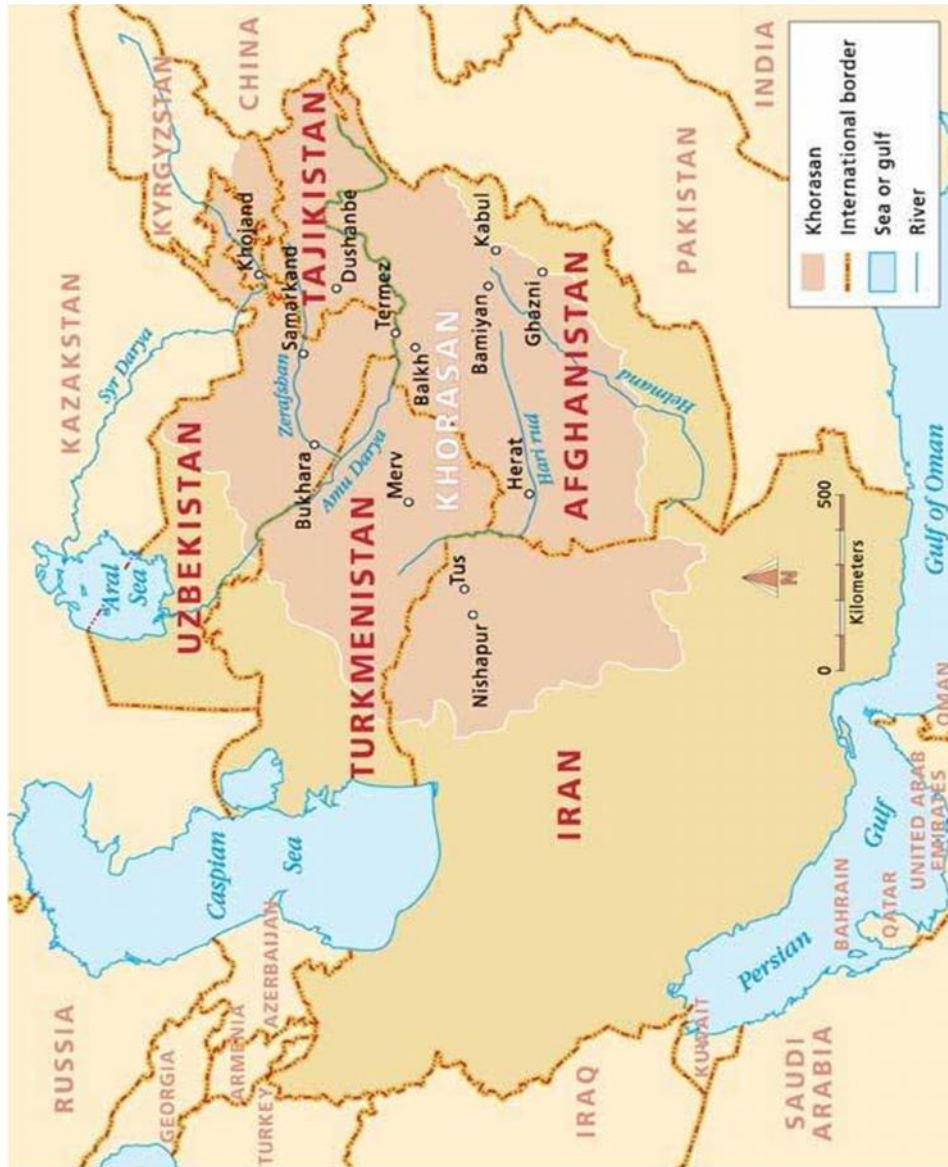 RUSSIA
KAZAKSTAN
KYRGYZSTAN
CHINA
GEORGIA
ARMENIA
AZERBAIJAN
TURKEY
Caspian
Sea
Aral
Sea
Syr Darya
UZBEKISTAN
Khojand
Samarkand
Zerafshan
TAJIKISTAN
Dushanbe
Bukhara
Amu Darya
Termez
TURKMENISTAN
Merv
Balkh
KHORASAN
Tus
Nishapur
Herat
Hari rud
Bamiyan
Kabul
Ghazni
AFGHANISTAN
Helmand
IRAN
IRAQ
PAKISTAN
INDIA
KUWAIT
SAUDI
ARABIA
Persian
Gulf
BAHRAIN
QATAR
UNITED ARAB
EMIRATES
OMAN
Gulf of Oman
N
0
500
Kilometers
Khorasan
International border
Sea or gulf
River